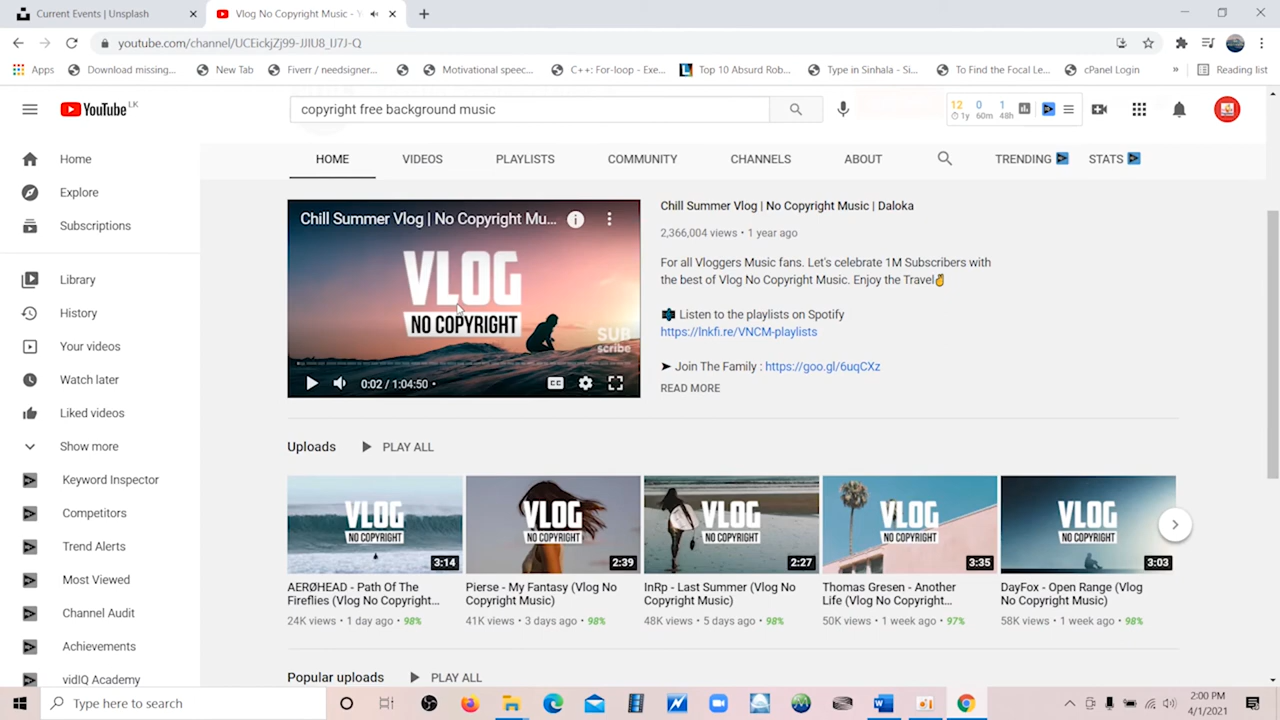 Current Events | Unsplash
Vlog No Copyright Music - Y
youtube.com/channel/UCEickjZj99-JJIU8_IJ7J-Q
Apps Download missing... New Tab Fiverr / needsigner... Motivational speec... C++: For-loop - Exe... Top 10 Absurd Rob... Type in Sinhala - Si... To Find the Focal Le... cPanel Login » Reading list
YouTube LK
copyright free background music
12 0 1
1y 60m 48h
Home
Explore
Subscriptions
Library
History
Your videos
Watch later
Liked videos
Show more
Keyword Inspector
Competitors
Trend Alerts
Most Viewed
Channel Audit
Achievements
vidIQ Academy
HOME VIDEOS PLAYLISTS COMMUNITY CHANNELS ABOUT TRENDING STATS
Chill Summer Vlog | No Copyright Mu...
VLOG
NO COPYRIGHT
SUB
scribe
0:02 / 1:04:50
CC
Chill Summer Vlog | No Copyright Music | Daloka
2,366,004 views • 1 year ago
For all Vloggers Music fans. Let's celebrate 1M Subscribers with
the best of Vlog No Copyright Music. Enjoy the Travel✌
Listen to the playlists on Spotify
https://lnkfi.re/VNCM-playlists
➤ Join The Family : https://goo.gl/6uqCXz
READ MORE
Uploads PLAY ALL
VLOG
NO COPYRIGHT
3:14
AERØHEAD - Path Of The
Fireflies (Vlog No Copyright...
24K views • 1 day ago • 98%
VLOG
NO COPYRIGHT
2:39
Pierse - My Fantasy (Vlog No
Copyright Music)
41K views • 3 days ago • 98%
VLOG
NO COPYRIGHT
2:27
InRp - Last Summer (Vlog No
Copyright Music)
48K views • 5 days ago • 98%
VLOG
NO COPYRIGHT
3:35
Thomas Gresen - Another
Life (Vlog No Copyright...
50K views • 1 week ago • 97%
VLOG
NO COPYRIGHT
3:03
DayFox - Open Range (Vlog
No Copyright Music)
58K views • 1 week ago • 98%
Popular uploads PLAY ALL
Type here to search
2:00 PM
4/1/2021